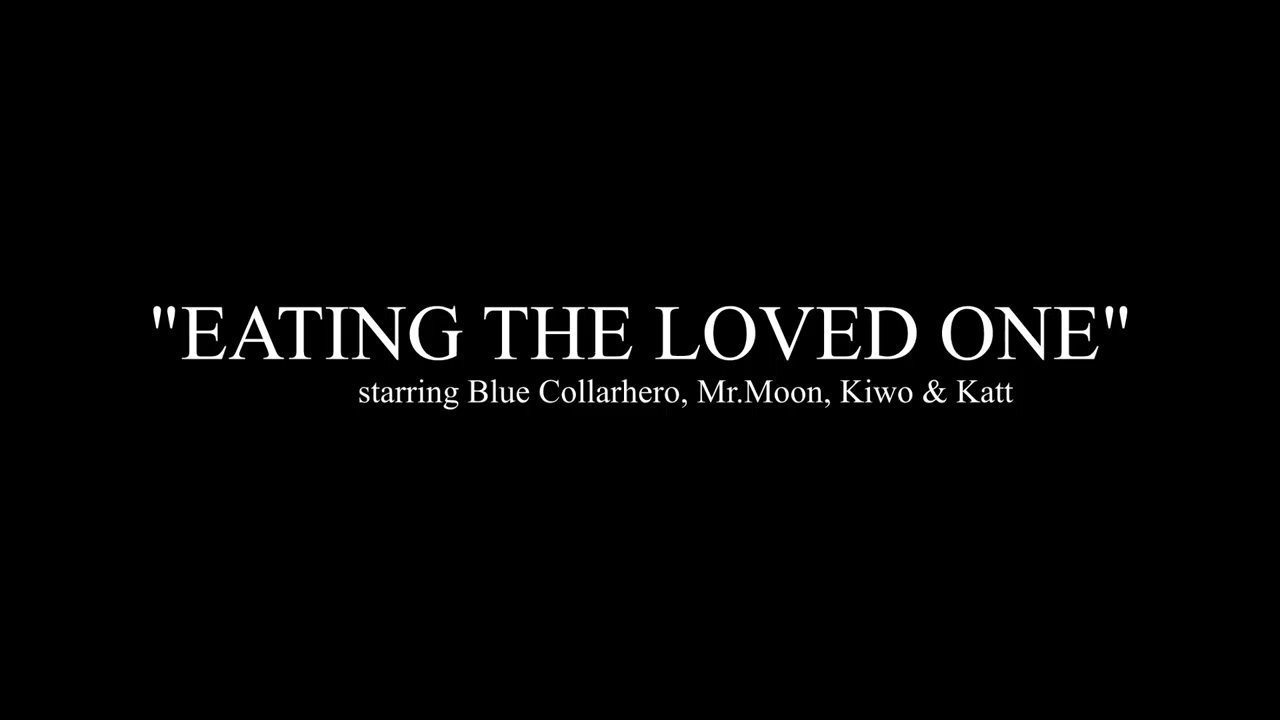 "EATING THE LOVED ONE"
starring Blue Collarhero, Mr.Moon, Kiwo & Katt